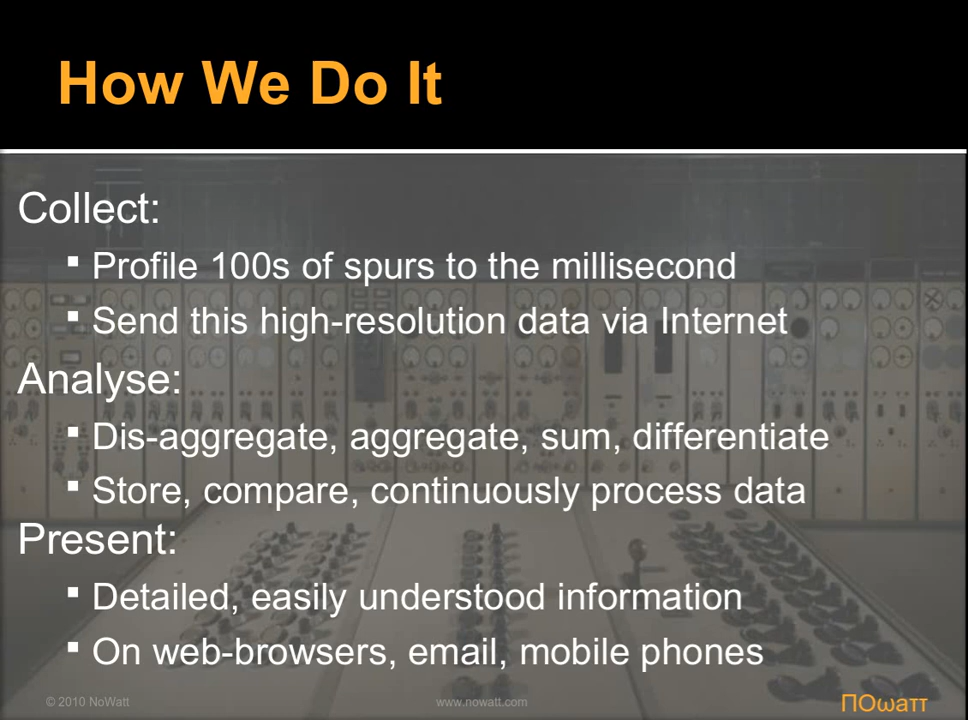 How We Do It
Collect:
▪ Profile 100s of spurs to the millisecond
▪ Send this high-resolution data via Internet
Analyse:
▪ Dis-aggregate, aggregate, sum, differentiate
▪ Store, compare, continuously process data
Present:
▪ Detailed, easily understood information
▪ On web-browsers, email, mobile phones
© 2010 NoWatt www.nowatt.com ΠΟωαττ